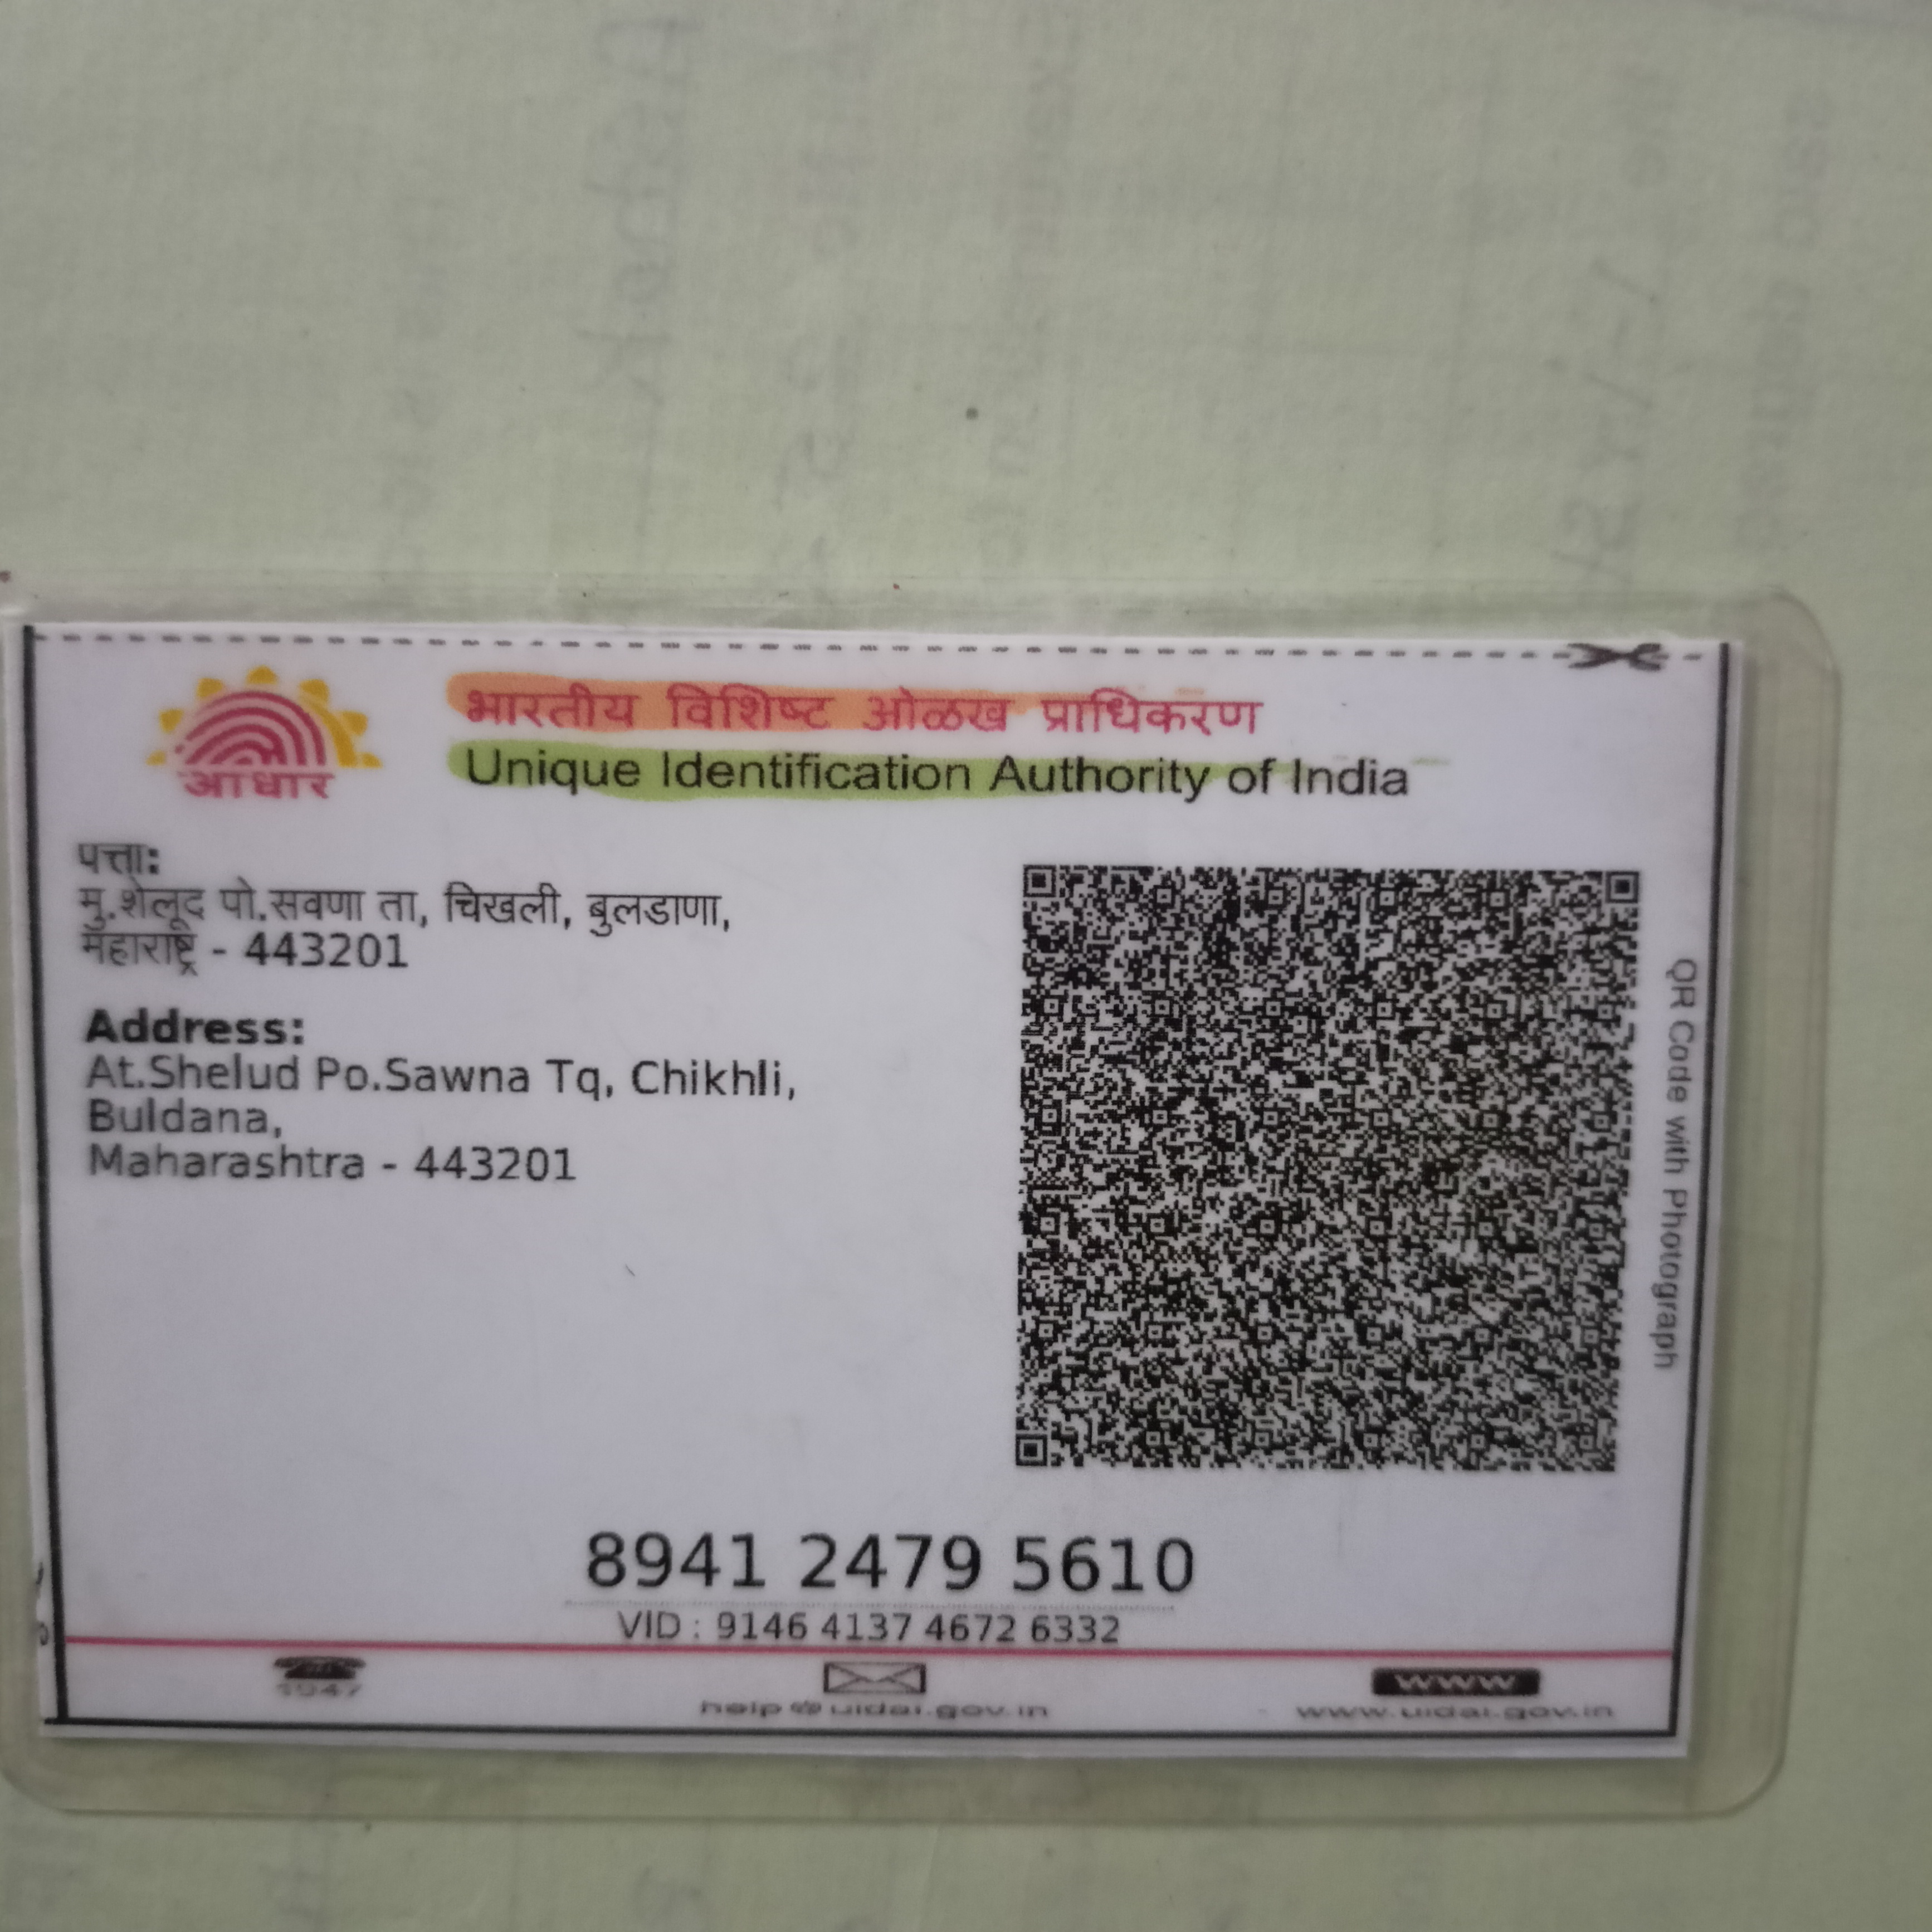 आधार
भारतीय विशिष्ट ओळख प्राधिकरण
Unique Identification Authority of India
पत्ता:
मु.शेलूद पो.सवणा ता, चिखली, बुलडाणा,
महाराष्ट्र - 443201
Address:
At.Shelud Po.Sawna Tq, Chikhli,
Buldana,
Maharashtra - 443201
QR Code with Photograph
8941 2479 5610
VID : 9146 4137 4672 6332
1947
help@uidai.gov.in
www
www.uidai.gov.in